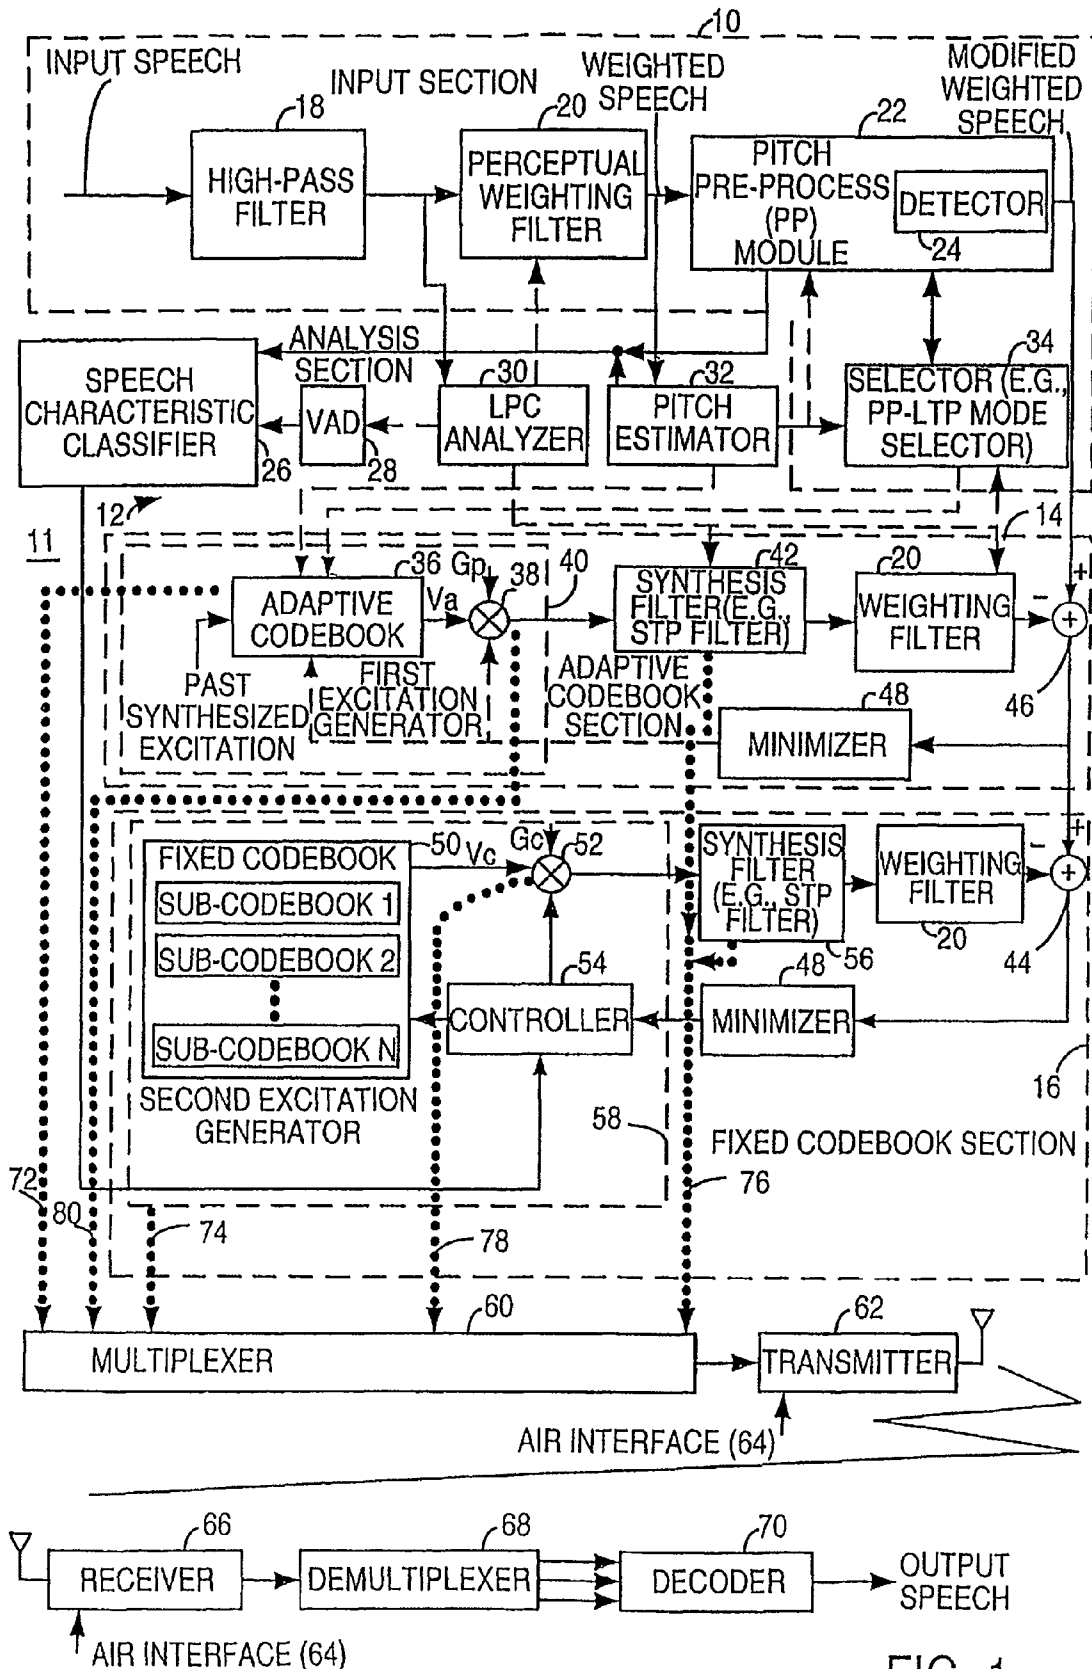 10
INPUT SPEECH
INPUT SECTION
WEIGHTED
SPEECH
MODIFIED
WEIGHTED
SPEECH
18
HIGH-PASS
FILTER
20
PERCEPTUAL
WEIGHTING
FILTER
22
PITCH
PRE-PROCESS
(PP)
MODULE
DETECTOR
24
ANALYSIS
SECTION
SPEECH
CHARACTERISTIC
CLASSIFIER
26
VAD
28
30
LPC
ANALYZER
32
PITCH
ESTIMATOR
34
SELECTOR (E.G.,
PP-LTP MODE
SELECTOR)
12
11
14
36
ADAPTIVE
CODEBOOK
Va
Gp
38
40
42
SYNTHESIS
FILTER(E.G.,
STP FILTER)
20
WEIGHTING
FILTER
-
+
+
46
PAST
SYNTHESIZED
EXCITATION
FIRST
EXCITATION
GENERATOR
ADAPTIVE
CODEBOOK
SECTION
48
MINIMIZER
50
FIXED CODEBOOK
SUB-CODEBOOK 1
SUB-CODEBOOK 2
SUB-CODEBOOK N
Vc
Gc
52
SYNTHESIS
FILTER
(E.G., STP
FILTER)
56
WEIGHTING
FILTER
20
-
+
+
44
54
CONTROLLER
48
MINIMIZER
16
SECOND EXCITATION
GENERATOR
58
FIXED CODEBOOK SECTION
72
80
74
78
76
60
MULTIPLEXER
62
TRANSMITTER
AIR INTERFACE (64)
66
RECEIVER
68
DEMULTIPLEXER
70
DECODER
OUTPUT
SPEECH
AIR INTERFACE (64)